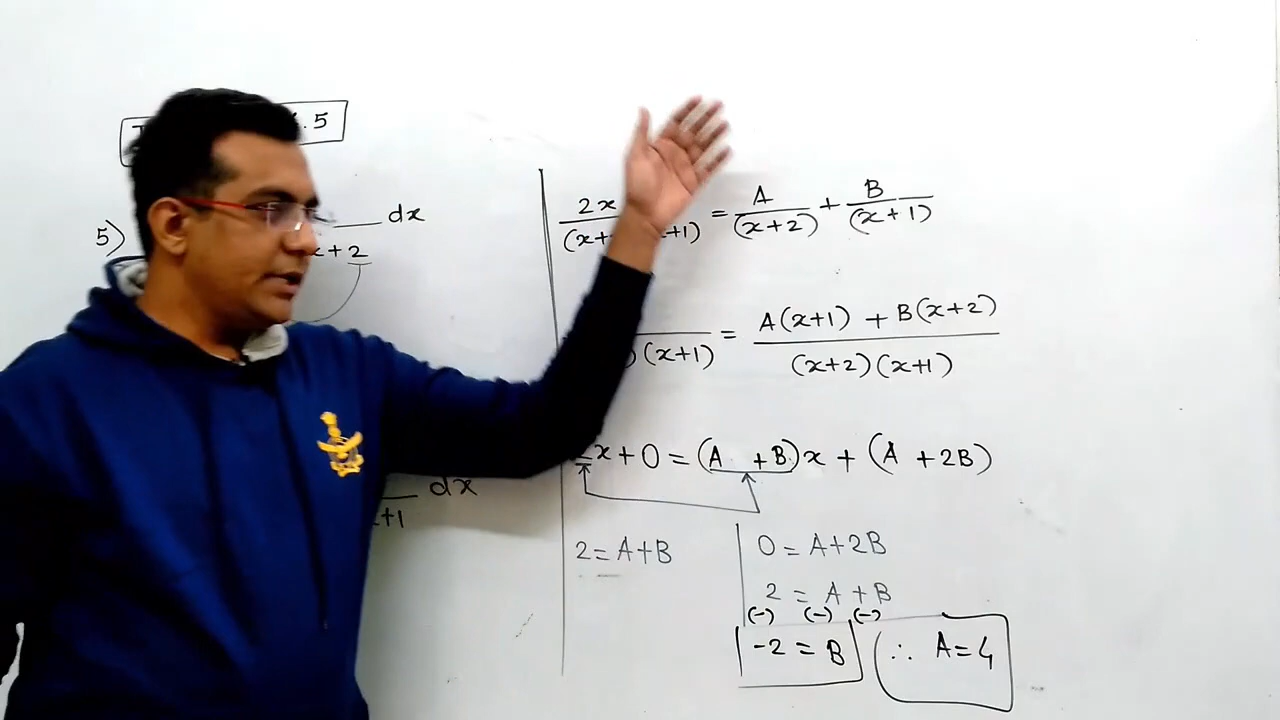 .5
5)
dx
x+2
dx
x+1
2x = A/(x+2) + B/(x+1)
(x+1) = (A(x+1) + B(x+2))/((x+2)(x+1))
x+0 = (A +B)x + (A +2B)
2=A+B
0 = A+2B
2 = A+B
(-) (-) (-)
-2 = B
∴ A=4